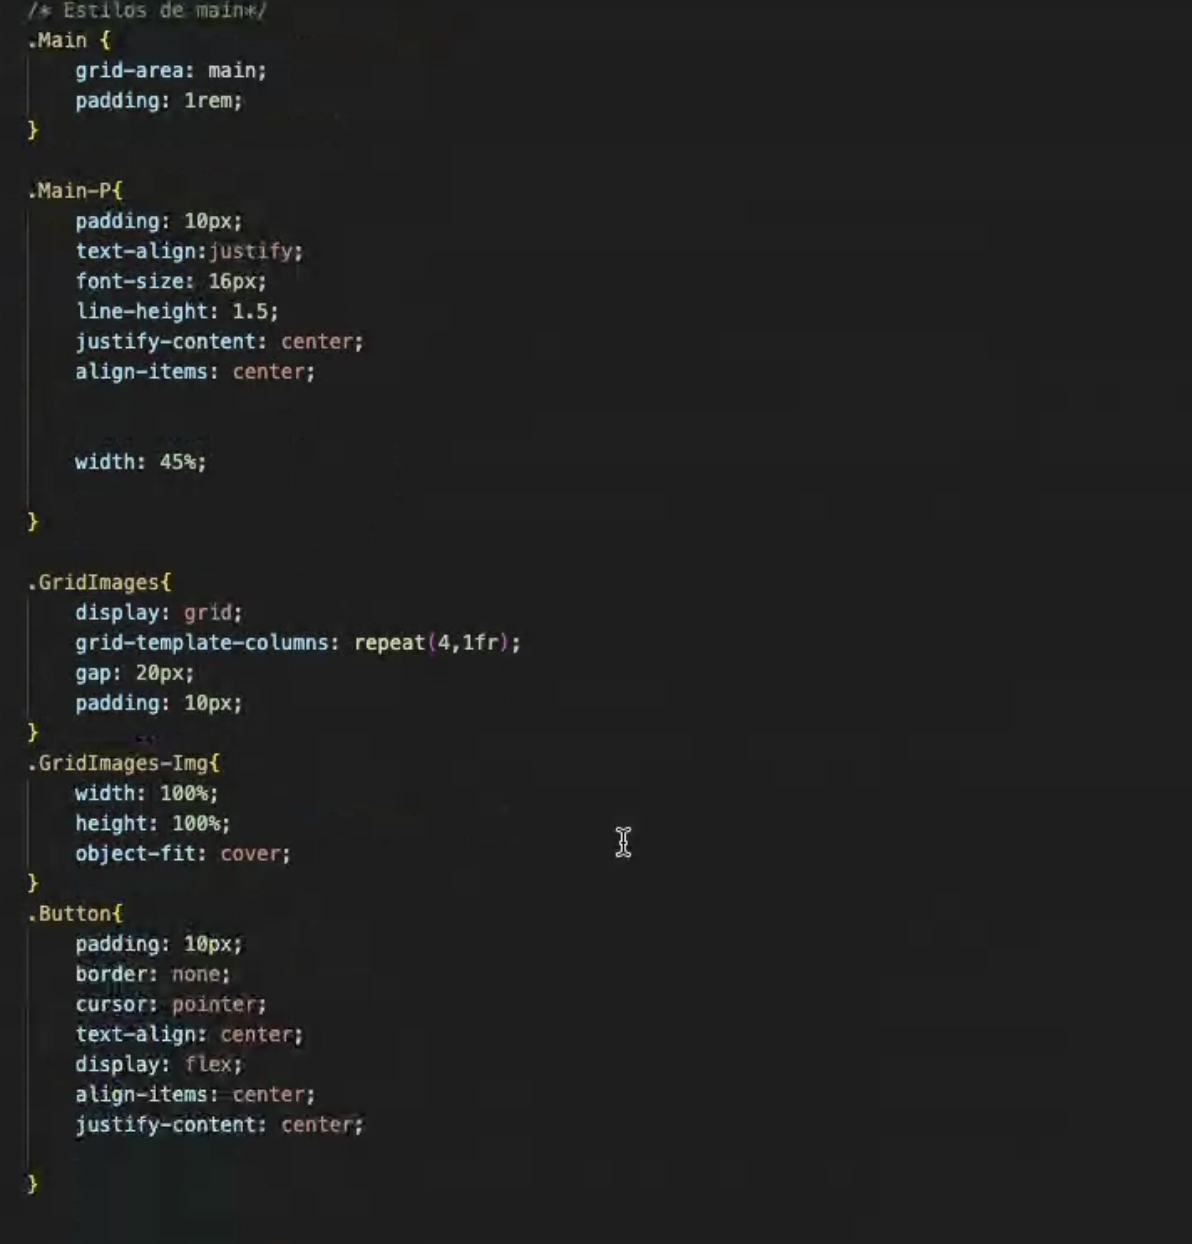 /* Estilos de main*/
.Main {
    grid-area: main;
    padding: 1rem;
}

.Main-P{
    padding: 10px;
    text-align:justify;
    font-size: 16px;
    line-height: 1.5;
    justify-content: center;
    align-items: center;


    width: 45%;

}

.GridImages{
    display: grid;
    grid-template-columns: repeat(4,1fr);
    gap: 20px;
    padding: 10px;
}
.GridImages-Img{
    width: 100%;
    height: 100%;
    object-fit: cover;
}
.Button{
    padding: 10px;
    border: none;
    cursor: pointer;
    text-align: center;
    display: flex;
    align-items: center;
    justify-content: center;

}